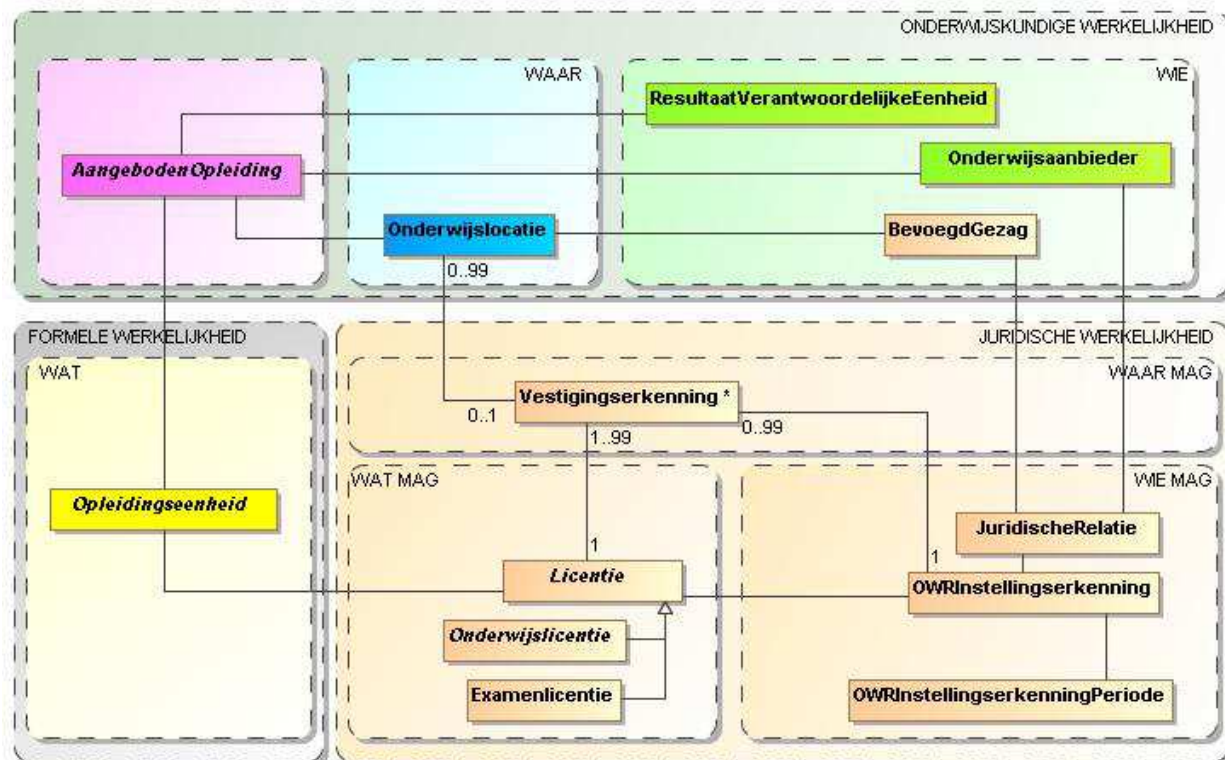 ONDERWIJSKUNDIGE WERKELIJKHEID
WAAR
WIE
ResultaatVerantwoordelijkeEenheid
AangebodenOpleiding
Onderwijsaanbieder
Onderwijslocatie
BevoegdGezag
0..99
FORMELE WERKELIJKHEID
JURIDISCHE WERKELIJKHEID
WAT
WAAR MAG
Vestigingserkenning *
0..1
1..99
0..99
WAT MAG
WIE MAG
Opleidingseenheid
JuridischeRelatie
1
1
Licentie
OWRInstellingserkenning
Onderwijslicentie
Examenlicentie
OWRInstellingserkenningPeriode